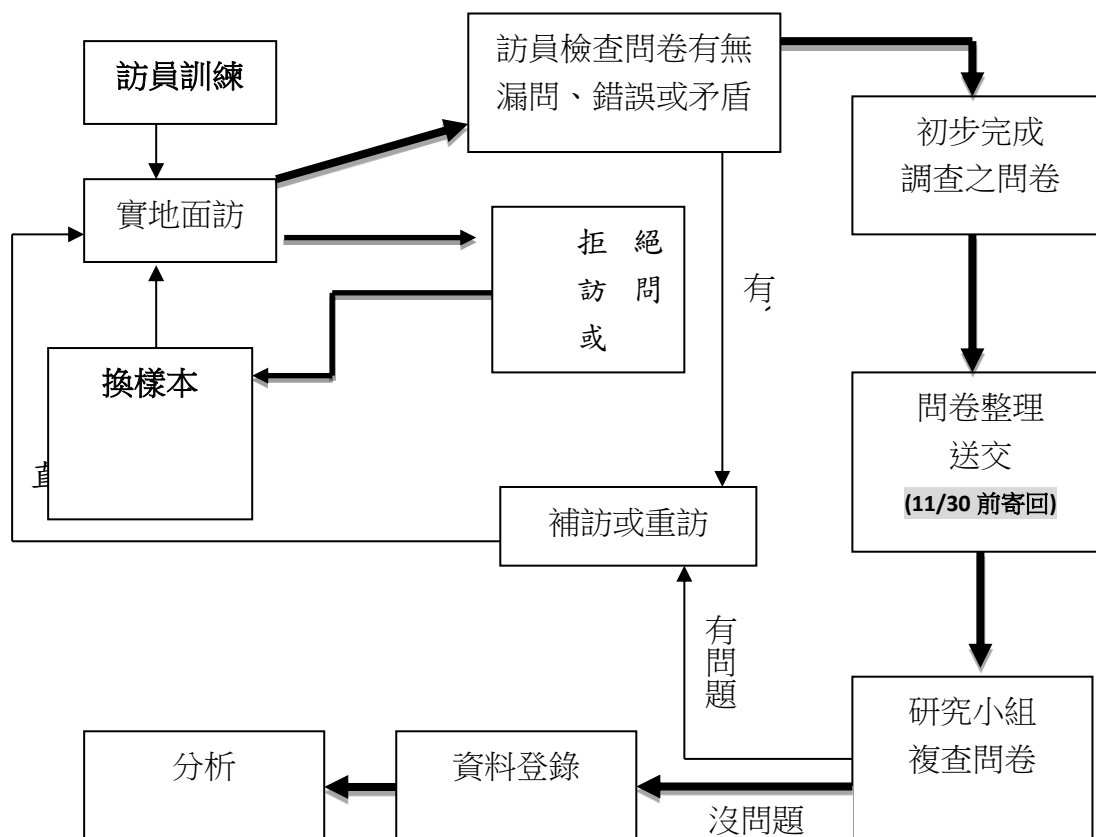 訪員訓練
訪員檢查問卷有無
漏問、錯誤或矛盾
初步完成
調查之問卷
實地面訪
拒絕
訪問
或
有,
換樣本
問卷整理
送交
(11/30 前寄回)
補訪或重訪
有問題
研究小組
複查問卷
分析
資料登錄
沒問題